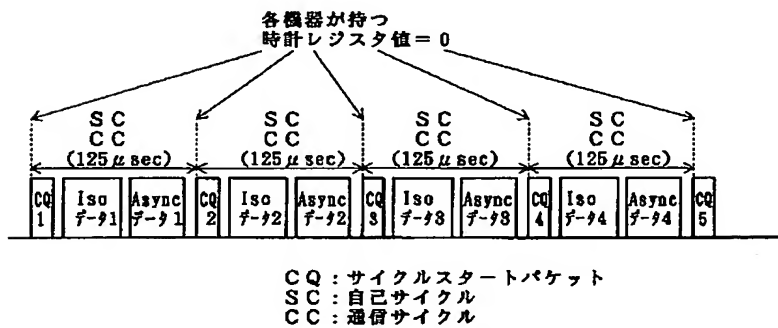 各機器が持つ
時計レジスタ値=0
SC SC SC SC
CC CC CC CC
(125μsec) (125μsec) (125μsec) (125μsec)
CQ Iso Async CQ Iso Async CQ Iso Async CQ Iso Async CQ
1 データ1 データ1 2 データ2 データ2 3 データ3 データ3 4 データ4 データ4 5
CQ:サイクルスタートパケット
SC:自己サイクル
CC:通信サイクル